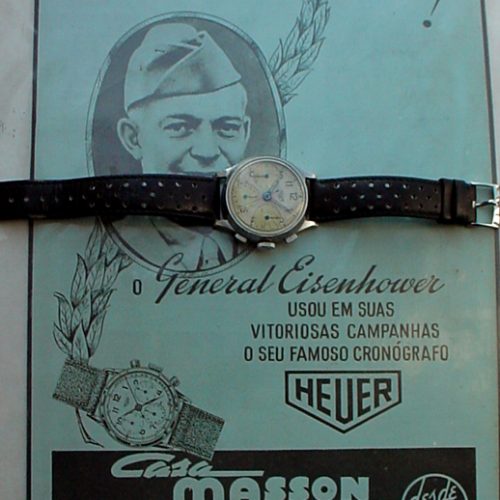 !
O General Eisenhower
USOU EM SUAS
VITORIOSAS CAMPANHAS
O SEU FAMOSO CRONÓGRAFO
HEUER
Casa
MASSON
desde